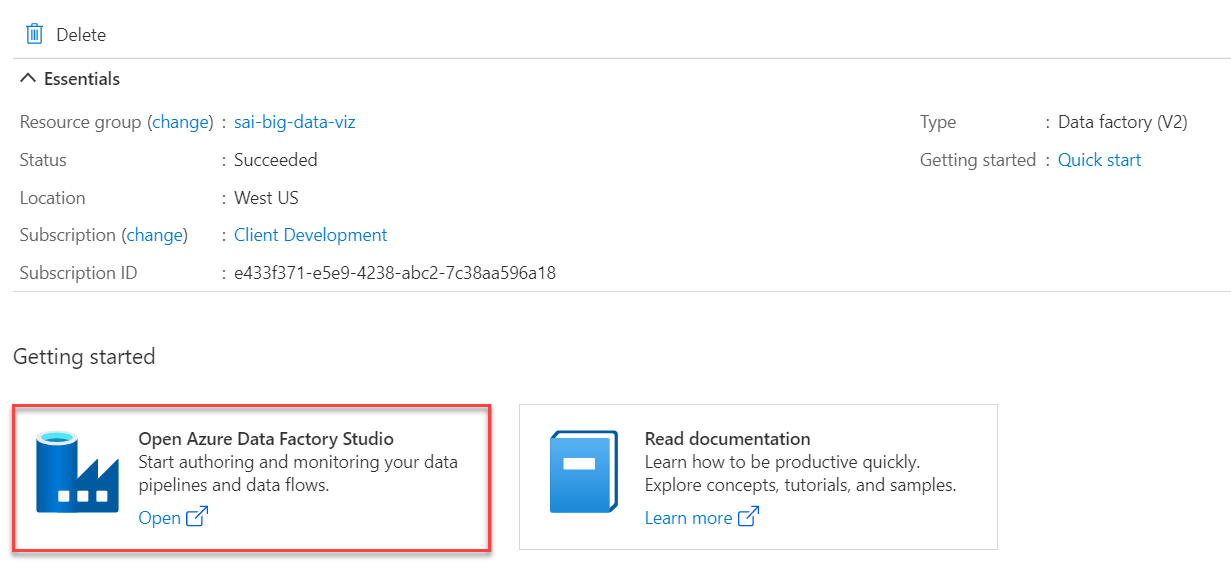 Delete
Essentials
Resource group (change) : sai-big-data-viz
Type : Data factory (V2)
Status : Succeeded
Getting started : Quick start
Location : West US
Subscription (change) : Client Development
Subscription ID : e433f371-e5e9-4238-abc2-7c38aa596a18
Getting started
Open Azure Data Factory Studio
Start authoring and monitoring your data
pipelines and data flows.
Open
Read documentation
Learn how to be productive quickly.
Explore concepts, tutorials, and samples.
Learn more